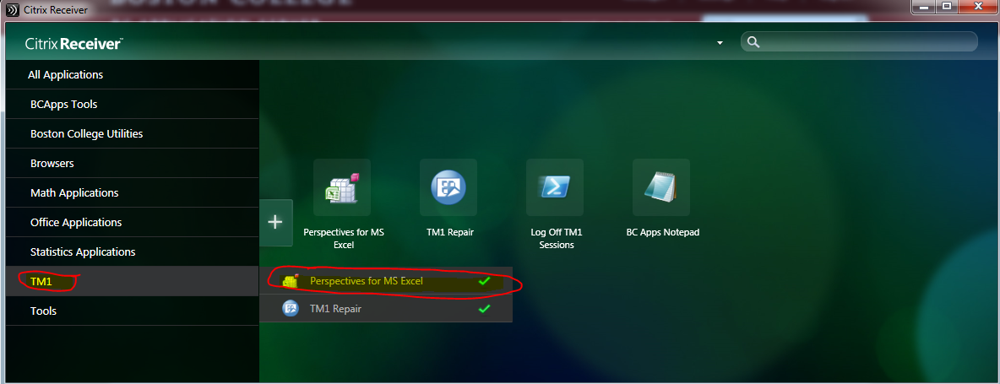 Citrix Receiver
Citrix Receiver™
All Applications
BCApps Tools
Boston College Utilities
Browsers
Math Applications
Office Applications
Statistics Applications
TM1
Tools
Perspectives for MS
Excel
TM1 Repair
Log Off TM1
Sessions
BC Apps Notepad
Perspectives for MS Excel
TM1 Repair